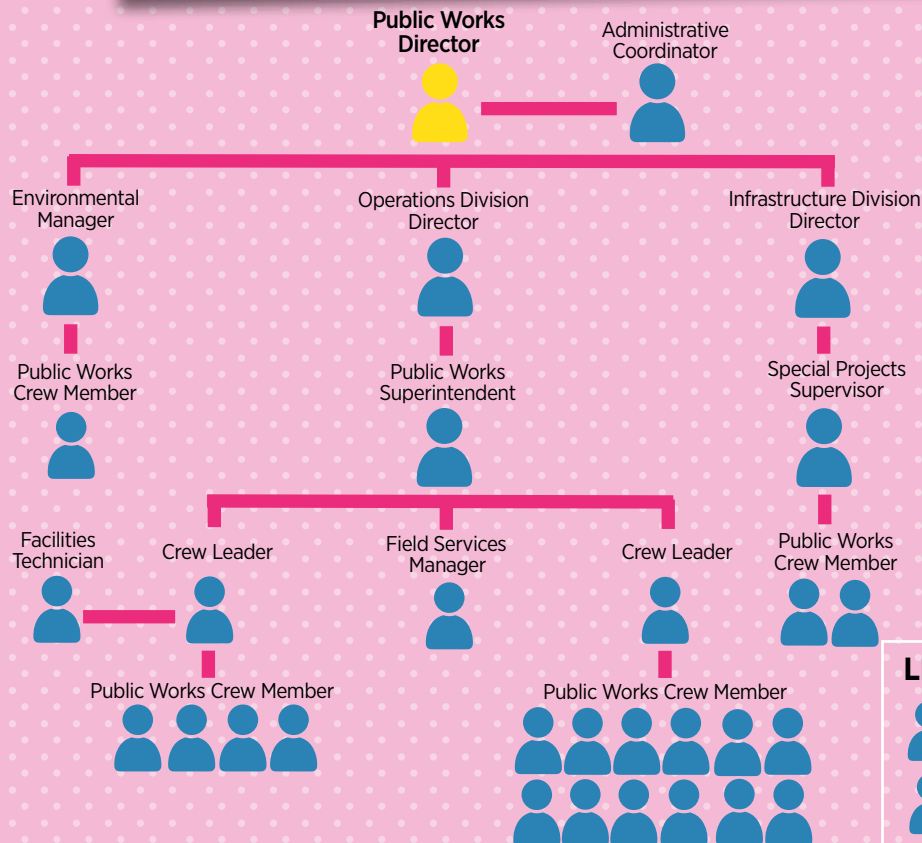 Public Works
Director
Administrative
Coordinator
Environmental
Manager
Operations Division
Director
Infrastructure Division
Director
Public Works
Crew Member
Public Works
Superintendent
Special Projects
Supervisor
Facilities
Technician
Crew Leader
Field Services
Manager
Crew Leader
Public Works
Crew Member
Public Works Crew Member
Public Works Crew Member